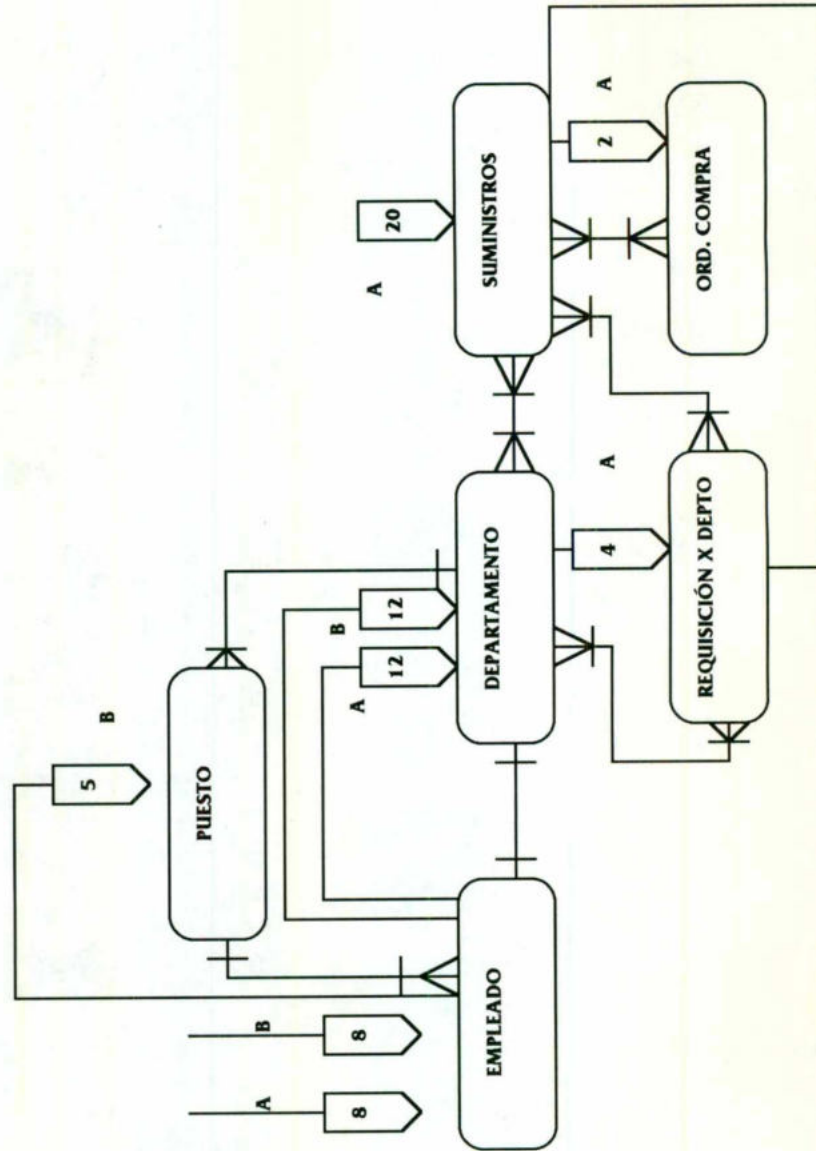 A
8
B
8
5
B
PUESTO
EMPLEADO
A
12
B
12
DEPARTAMENTO
A
20
SUMINISTROS
4
A
REQUISICIÓN X DEPTO
2
A
ORD. COMPRA